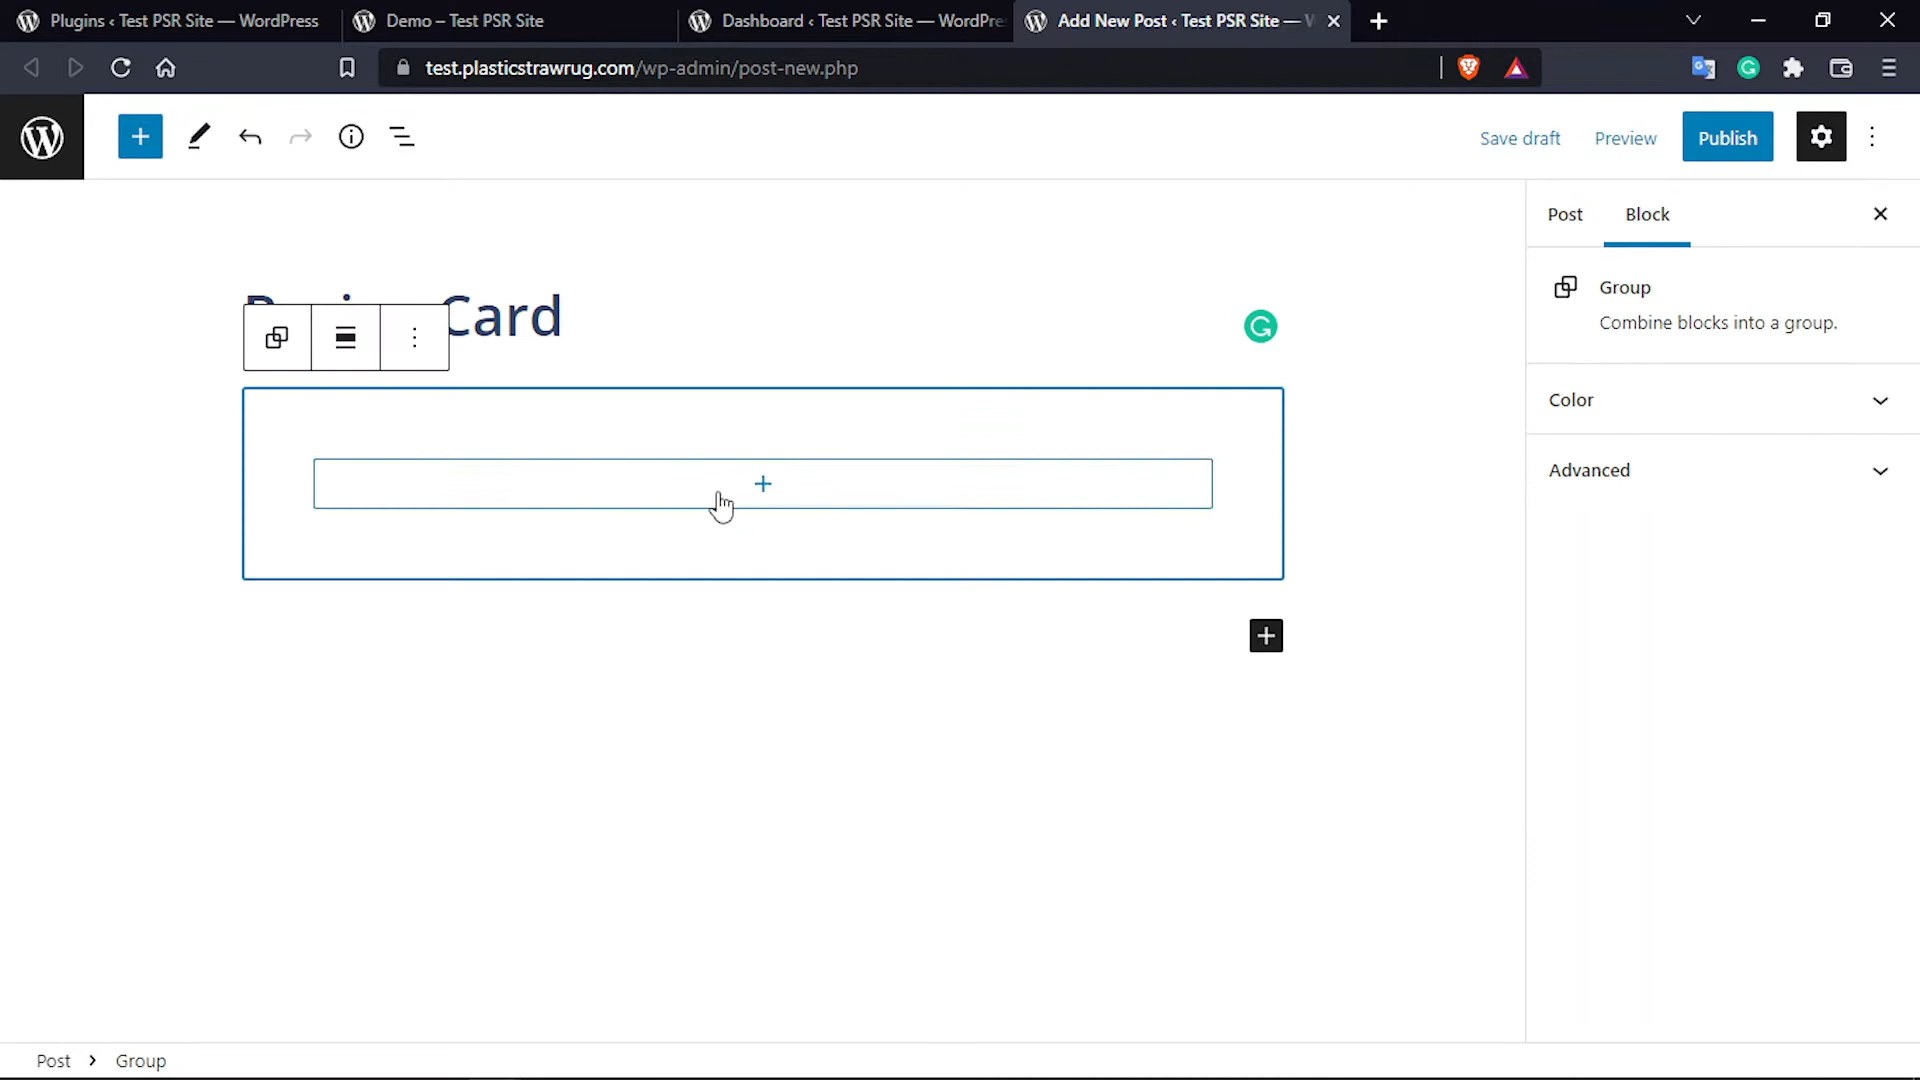 Plugins ‹ Test PSR Site — WordPress
Demo – Test PSR Site
Dashboard ‹ Test PSR Site — WordPre
Add New Post ‹ Test PSR Site —
test.plasticstrawrug.com/wp-admin/post-new.php
Save draft
Preview
Publish
Post
Block
Card
Group
Combine blocks into a group.
Color
Advanced
Post
Group